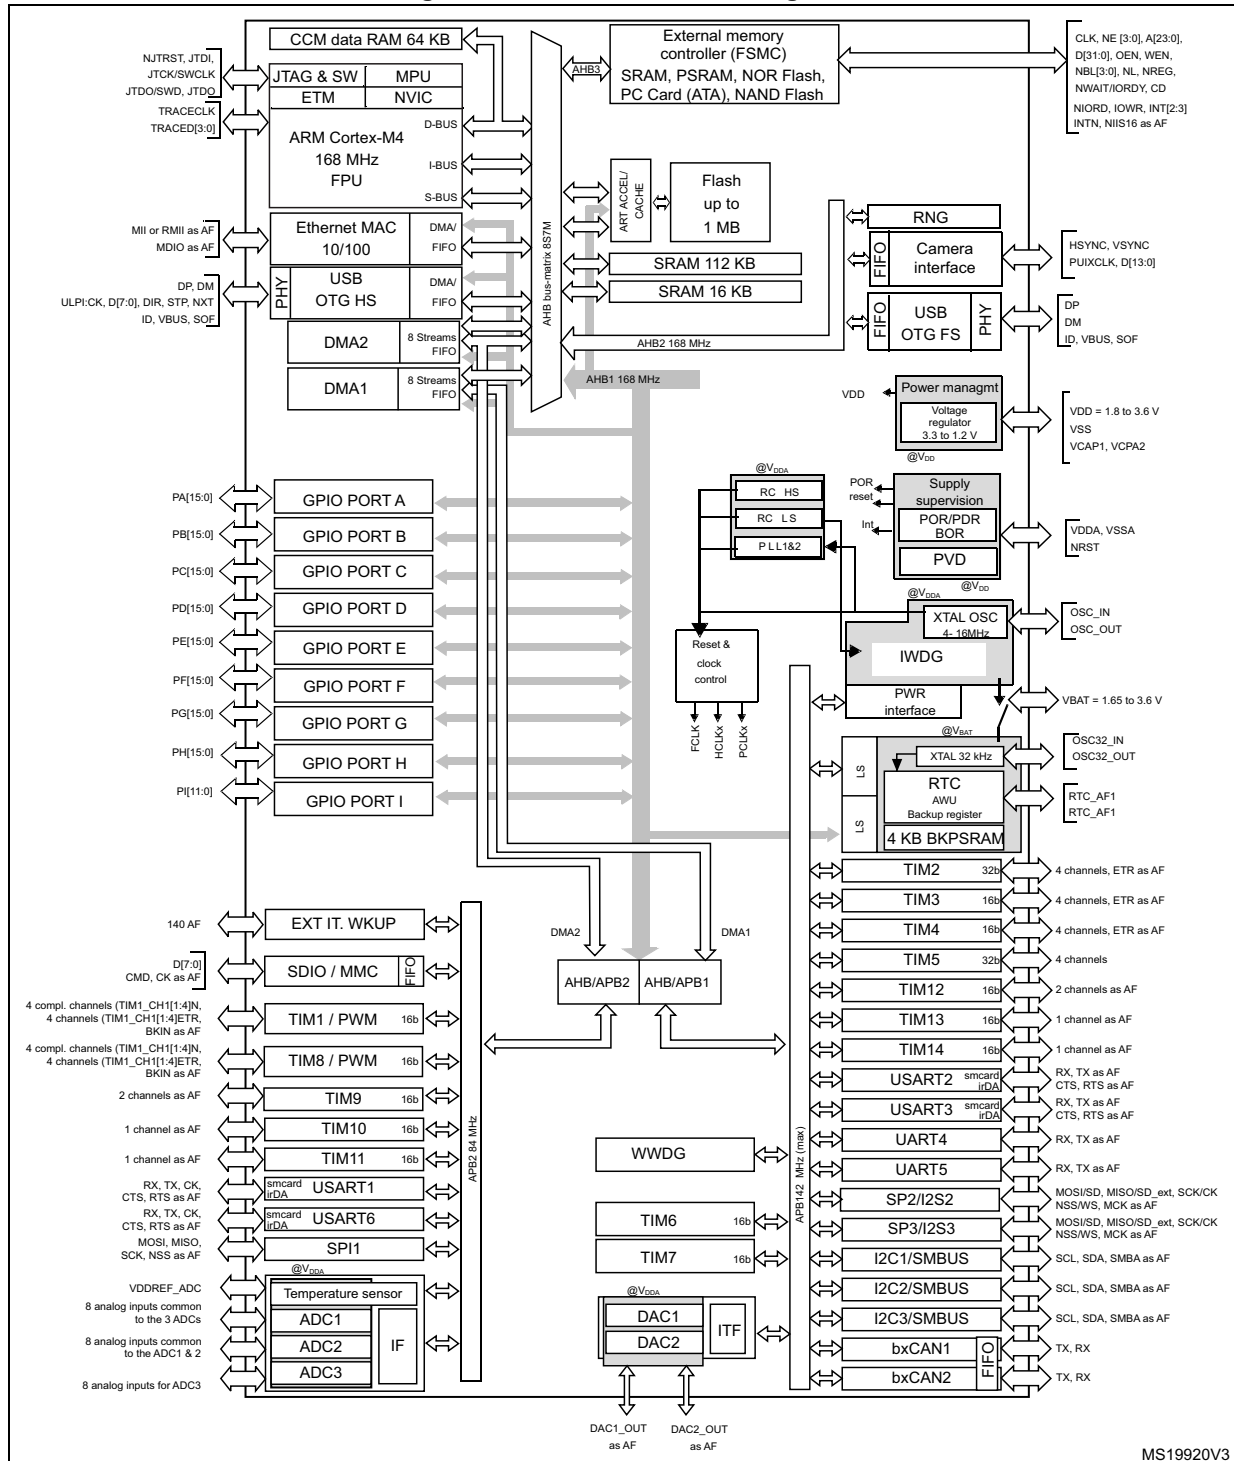 CCM data RAM 64 KB
External memory
controller (FSMC)
SRAM, PSRAM, NOR Flash,
PC Card (ATA), NAND Flash
AHB3
CLK, NE [3:0], A[23:0],
D[31:0], OEN, WEN,
NBL[3:0], NL, NREG,
NWAIT/IORDY, CD
NIORD, IOWR, INT[2:3]
INTN, NIIS16 as AF
NJTRST, JTDI,
JTCK/SWCLK
JTDO/SWD, JTDO
JTAG & SW
MPU
ETM
NVIC
TRACECLK
TRACED[3:0]
ARM Cortex-M4
168 MHz
FPU
D-BUS
I-BUS
S-BUS
AHB bus-matrix 8S7M
ART ACCEL/
CACHE
Flash
up to
1 MB
SRAM 112 KB
SRAM 16 KB
AHB2 168 MHz
AHB1 168 MHz
MII or RMII as AF
MDIO as AF
Ethernet MAC
10/100
DMA/
FIFO
DP, DM
ULPI:CK, D[7:0], DIR, STP, NXT
ID, VBUS, SOF
PHY
USB
OTG HS
DMA/
FIFO
DMA2
8 Streams
FIFO
DMA1
8 Streams
FIFO
RNG
FIFO
Camera
interface
HSYNC, VSYNC
PUIXCLK, D[13:0]
FIFO
USB
OTG FS
PHY
DP
DM
ID, VBUS, SOF
VDD
Power managmt
Voltage
regulator
3.3 to 1.2 V
@VDD
VDD = 1.8 to 3.6 V
VSS
VCAP1, VCPA2
@VDDA
RC HS
RC LS
PLL1&2
POR
reset
Int
Supply
supervision
POR/PDR
BOR
PVD
@VDD
VDDA, VSSA
NRST
@VDDA
XTAL OSC
4- 16MHz
IWDG
OSC_IN
OSC_OUT
PWR
interface
VBAT = 1.65 to 3.6 V
Reset &
clock
control
FCLK
HCLKx
PCLKx
@VBAT
LS
LS
XTAL 32 kHz
RTC
AWU
Backup register
4 KB BKPSRAM
OSC32_IN
OSC32_OUT
RTC_AF1
RTC_AF1
PA[15:0]
GPIO PORT A
PB[15:0]
GPIO PORT B
PC[15:0]
GPIO PORT C
PD[15:0]
GPIO PORT D
PE[15:0]
GPIO PORT E
PF[15:0]
GPIO PORT F
PG[15:0]
GPIO PORT G
PH[15:0]
GPIO PORT H
PI[11:0]
GPIO PORT I
DMA2
DMA1
AHB/APB2
AHB/APB1
140 AF
EXT IT. WKUP
D[7:0]
CMD, CK as AF
SDIO / MMC
FIFO
4 compl. channels (TIM1_CH1[1:4]N,
4 channels (TIM1_CH1[1:4]ETR,
BKIN as AF
TIM1 / PWM 16b
4 compl. channels (TIM1_CH1[1:4]N,
4 channels (TIM1_CH1[1:4]ETR,
BKIN as AF
TIM8 / PWM 16b
2 channels as AF
TIM9 16b
1 channel as AF
TIM10 16b
1 channel as AF
TIM11 16b
RX, TX, CK,
CTS, RTS as AF
smcard
irDA
USART1
RX, TX, CK,
CTS, RTS as AF
smcard
irDA
USART6
MOSI, MISO,
SCK, NSS as AF
SPI1
APB2 84 MHz
@VDDA
VDDREF_ADC
Temperature sensor
8 analog inputs common
to the 3 ADCs
ADC1
8 analog inputs common
to the ADC1 & 2
ADC2
8 analog inputs for ADC3
ADC3
IF
WWDG
TIM6 16b
TIM7 16b
@VDDA
DAC1
DAC2
ITF
DAC1_OUT
as AF
DAC2_OUT
as AF
APB142 MHz (max)
TIM2 32b
4 channels, ETR as AF
TIM3 16b
4 channels, ETR as AF
TIM4 16b
4 channels, ETR as AF
TIM5 32b
4 channels
TIM12 16b
2 channels as AF
TIM13 16b
1 channel as AF
TIM14 16b
1 channel as AF
USART2
smcard
irDA
RX, TX as AF
CTS, RTS as AF
USART3
smcard
irDA
RX, TX as AF
CTS, RTS as AF
UART4
RX, TX as AF
UART5
RX, TX as AF
SP2/I2S2
MOSI/SD, MISO/SD_ext, SCK/CK
NSS/WS, MCK as AF
SP3/I2S3
MOSI/SD, MISO/SD_ext, SCK/CK
NSS/WS, MCK as AF
I2C1/SMBUS
SCL, SDA, SMBA as AF
I2C2/SMBUS
SCL, SDA, SMBA as AF
I2C3/SMBUS
SCL, SDA, SMBA as AF
bxCAN1
TX, RX
bxCAN2
TX, RX
FIFO
MS19920V3